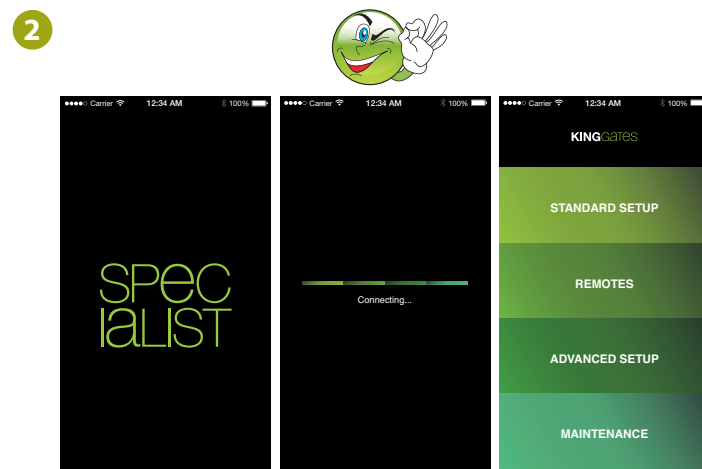 2
Carrier 12:34 AM 100%
SPEC
IALIST
Carrier 12:34 AM 100%
Connecting...
Carrier 12:34 AM 100%
KINGGATES
STANDARD SETUP
REMOTES
ADVANCED SETUP
MAINTENANCE